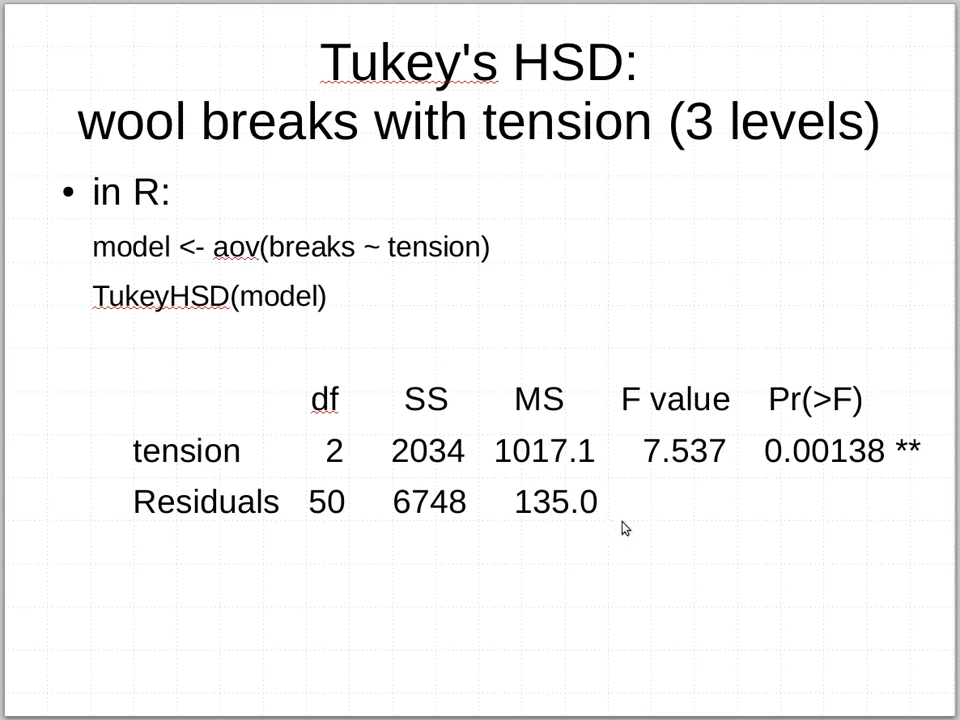 Tukey's HSD:
wool breaks with tension (3 levels)
• in R:
model <- aov(breaks ~ tension)
TukeyHSD(model)
df SS MS F value Pr(>F)
tension 2 2034 1017.1 7.537 0.00138 **
Residuals 50 6748 135.0